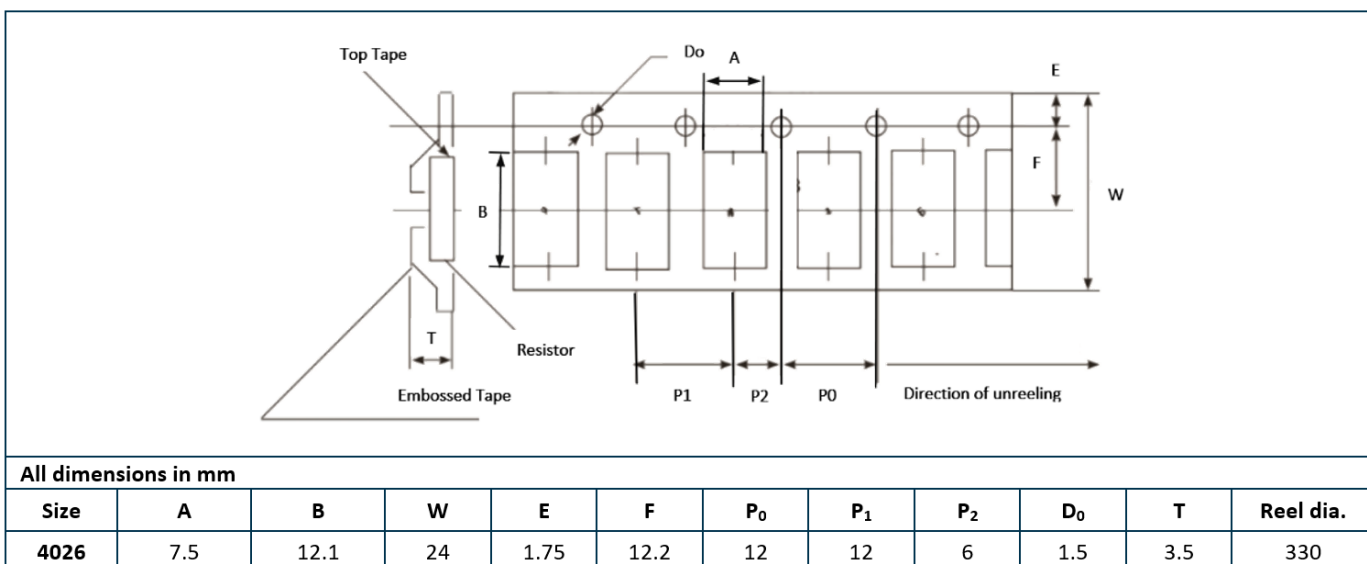 Top Tape
Do
A
E
F
W
B
T
Resistor
Embossed Tape
P1
P2
P0
Direction of unreeling
All dimensions in mm
Size A B W E F P₀ P₁ P₂ D₀ T Reel dia.
4026 7.5 12.1 24 1.75 12.2 12 12 6 1.5 3.5 330